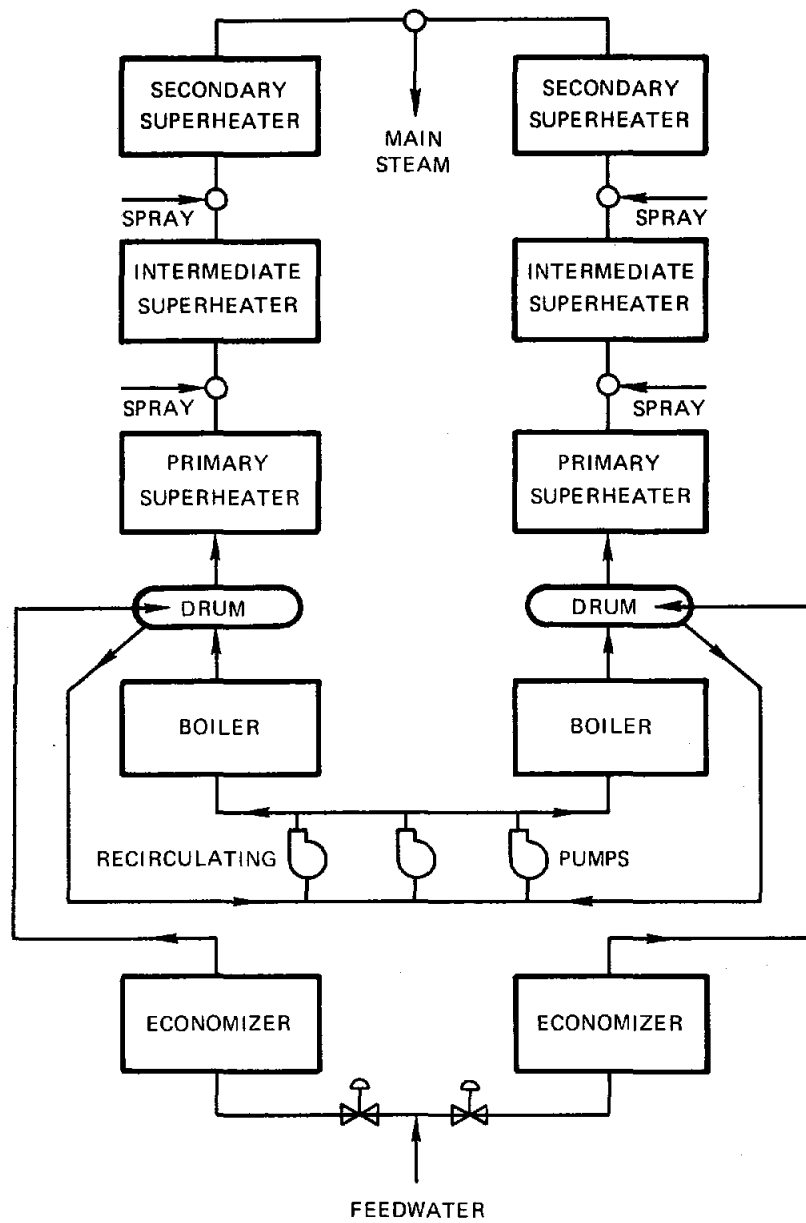 SECONDARY
SUPERHEATER
SECONDARY
SUPERHEATER
MAIN
STEAM
SPRAY
SPRAY
INTERMEDIATE
SUPERHEATER
INTERMEDIATE
SUPERHEATER
SPRAY
SPRAY
PRIMARY
SUPERHEATER
PRIMARY
SUPERHEATER
DRUM
DRUM
BOILER
BOILER
RECIRCULATING
PUMPS
ECONOMIZER
ECONOMIZER
FEEDWATER